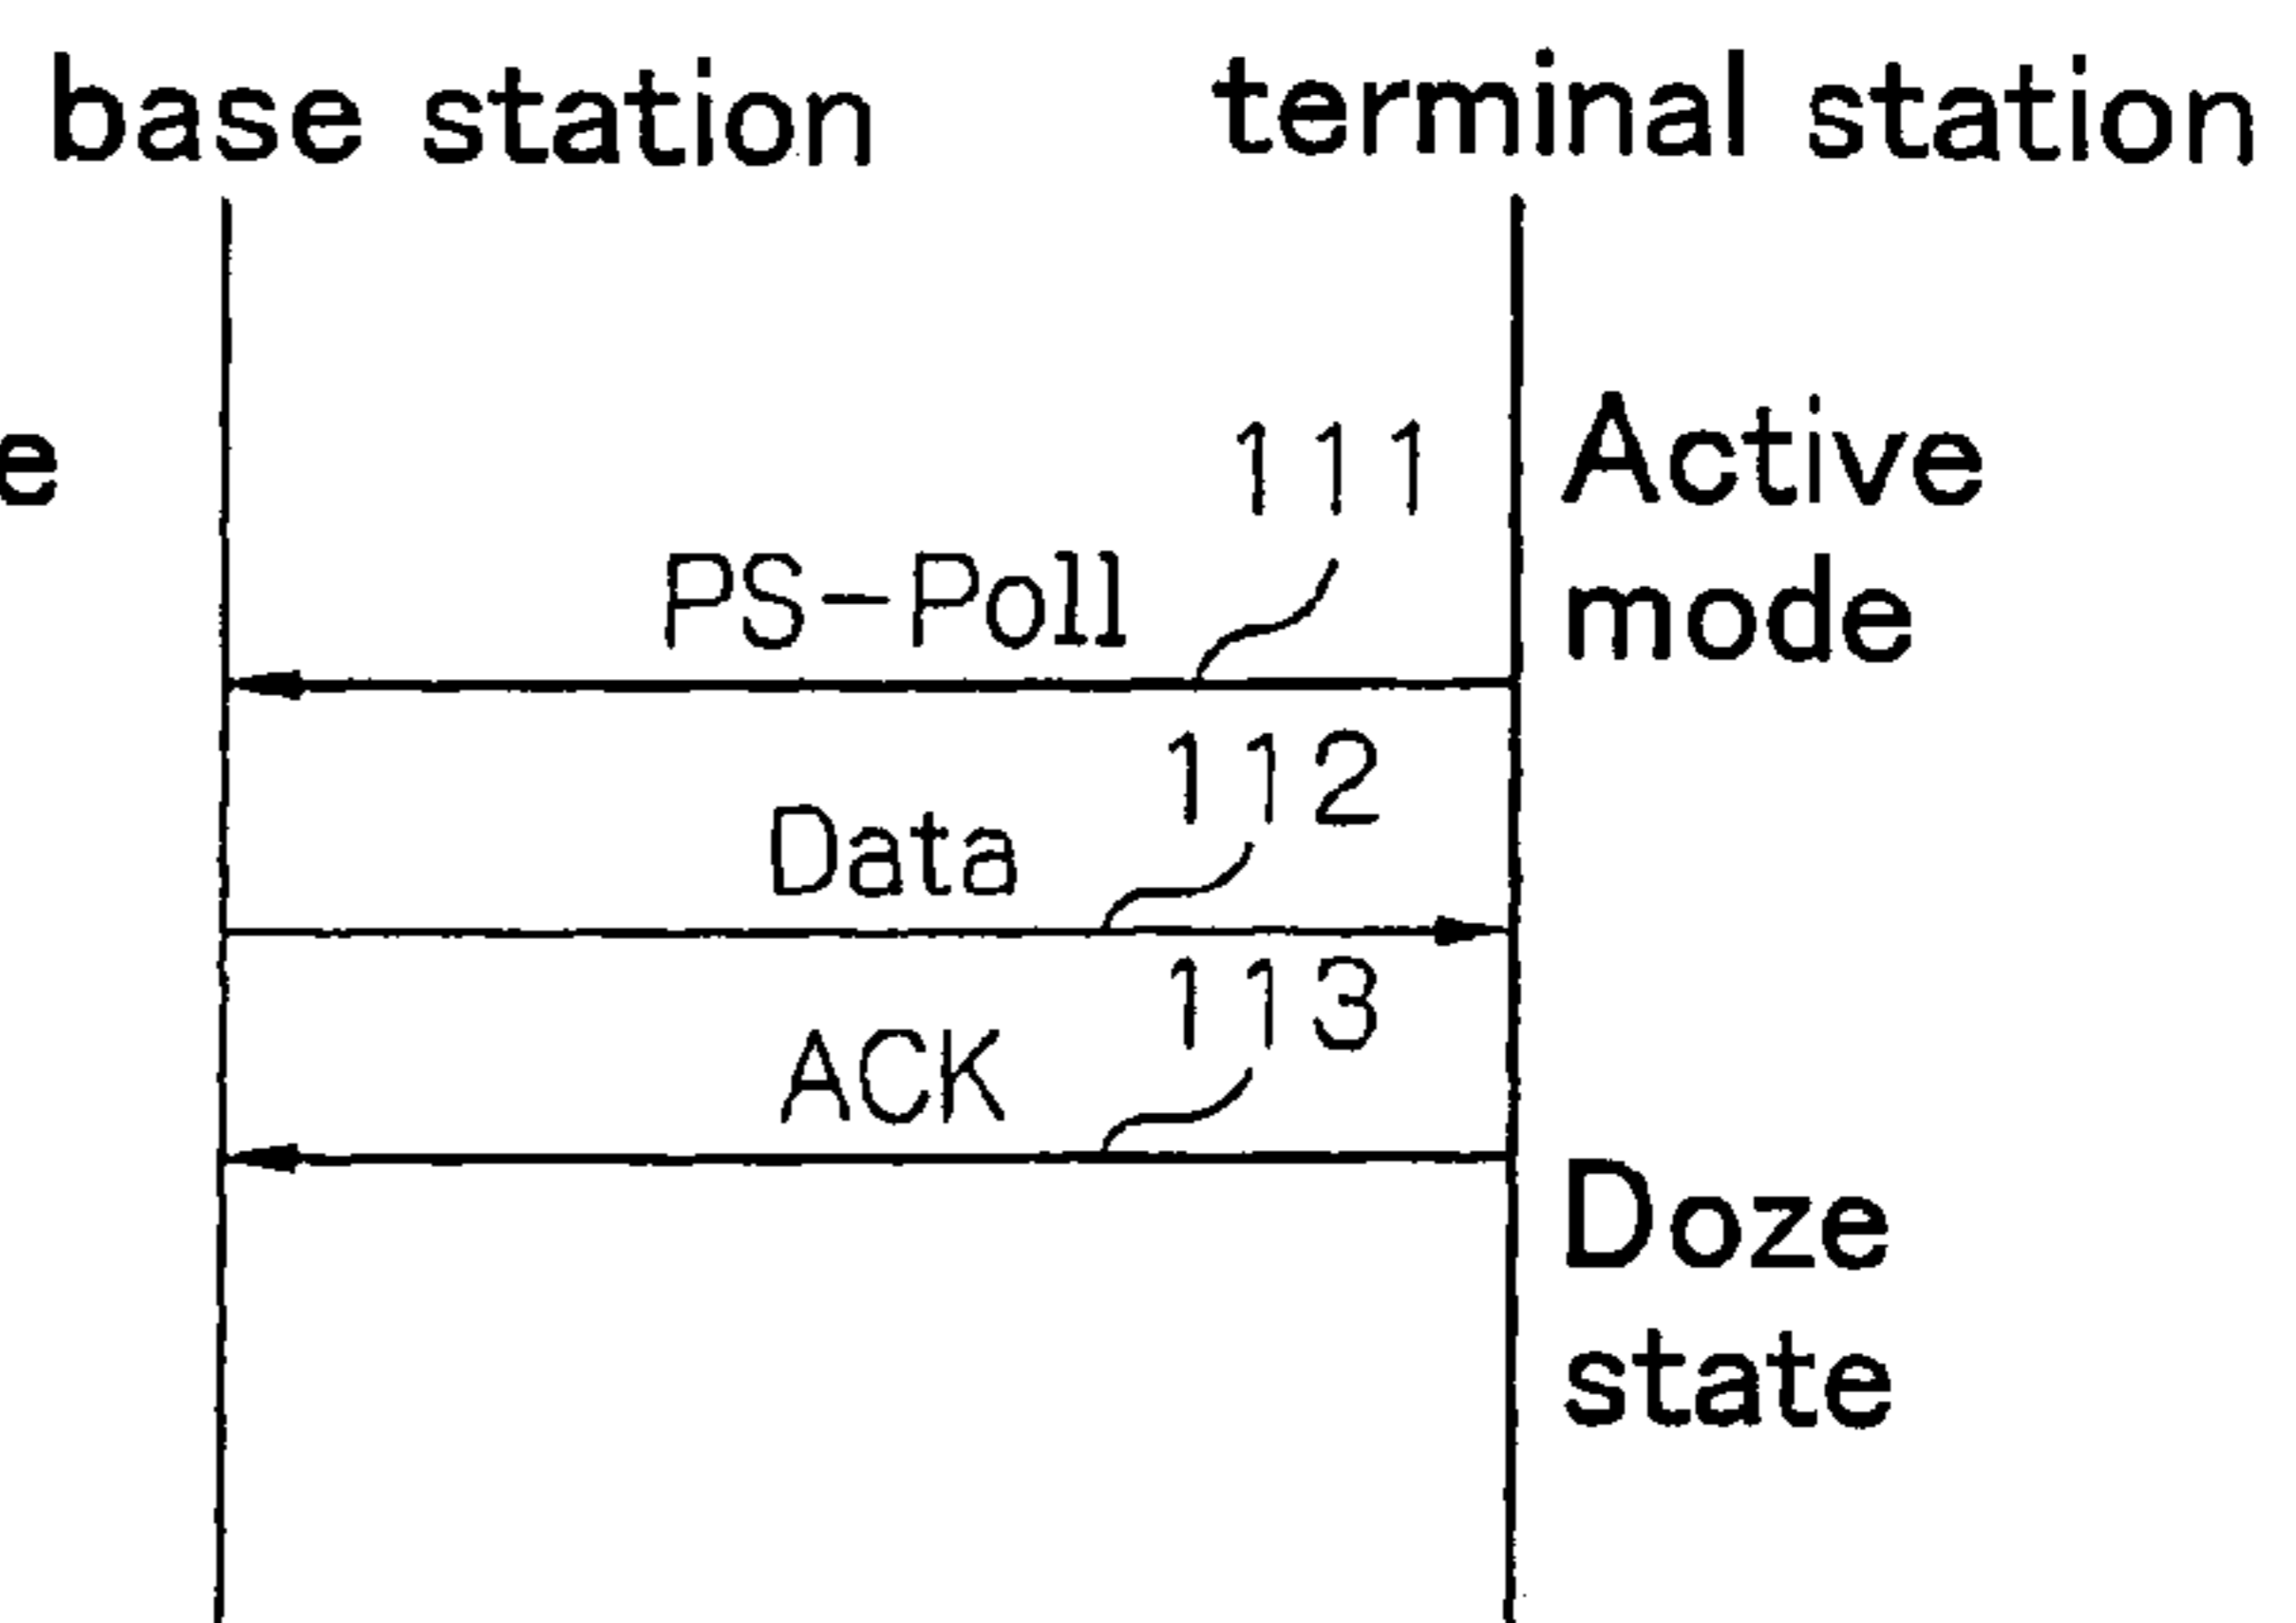 base station
terminal station
e
111
Active
mode
PS-Poll
112
Data
113
ACK
Doze
state